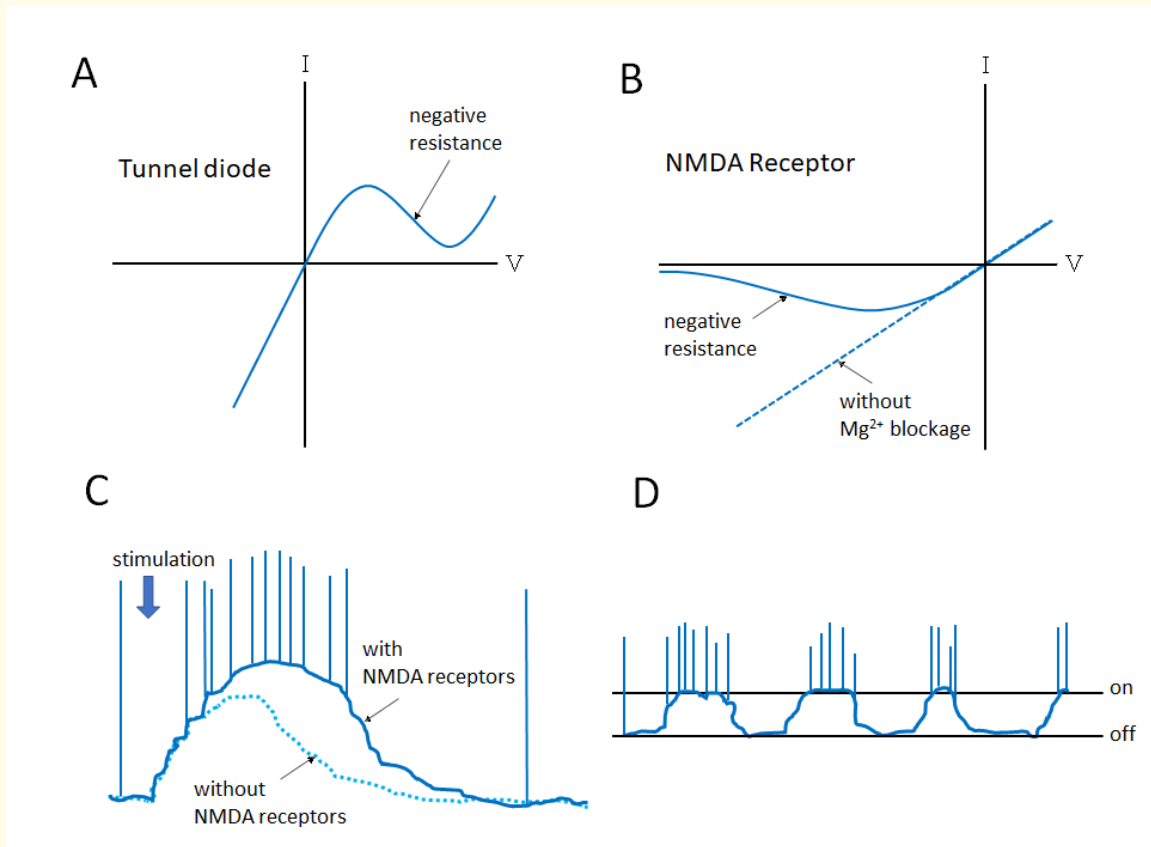 A
I
Tunnel diode
negative
resistance
V
B
I
NMDA Receptor
V
negative
resistance
without
Mg²⁺ blockage
C
stimulation
with
NMDA receptors
without
NMDA receptors
D
on
off